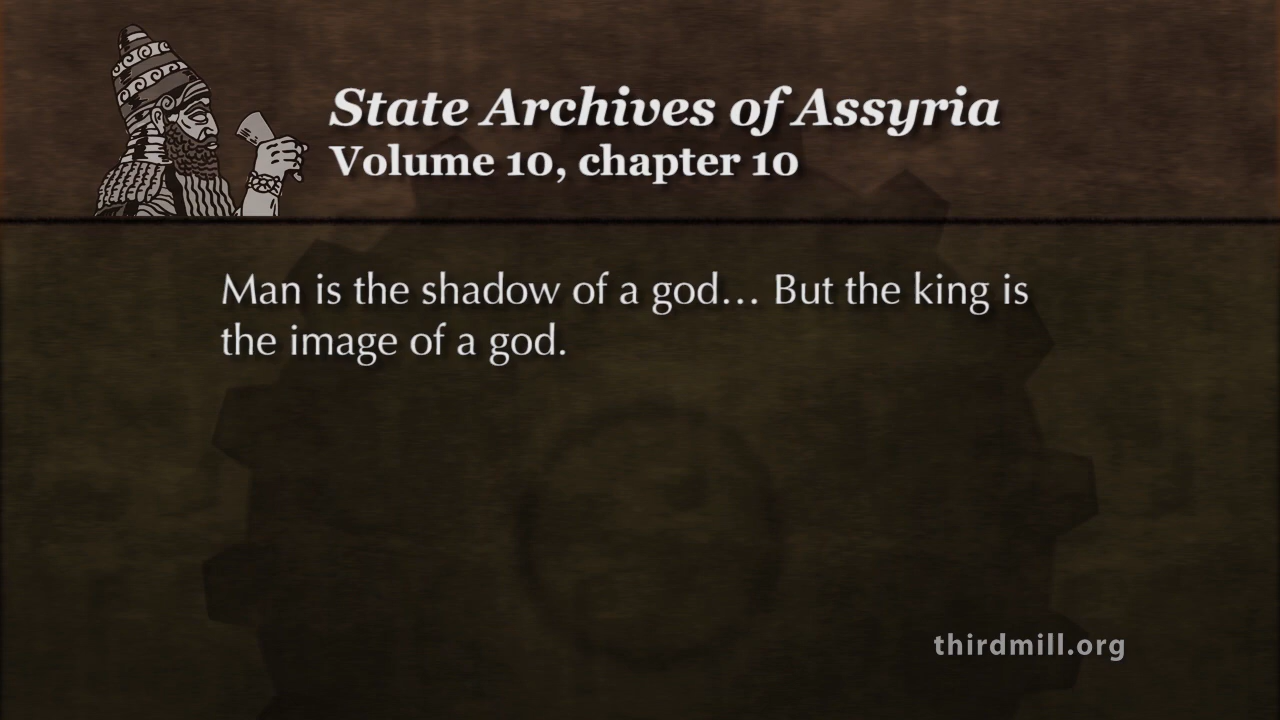 State Archives of Assyria
Volume 10, chapter 10
Man is the shadow of a god... But the king is
the image of a god.
thirdmill.org